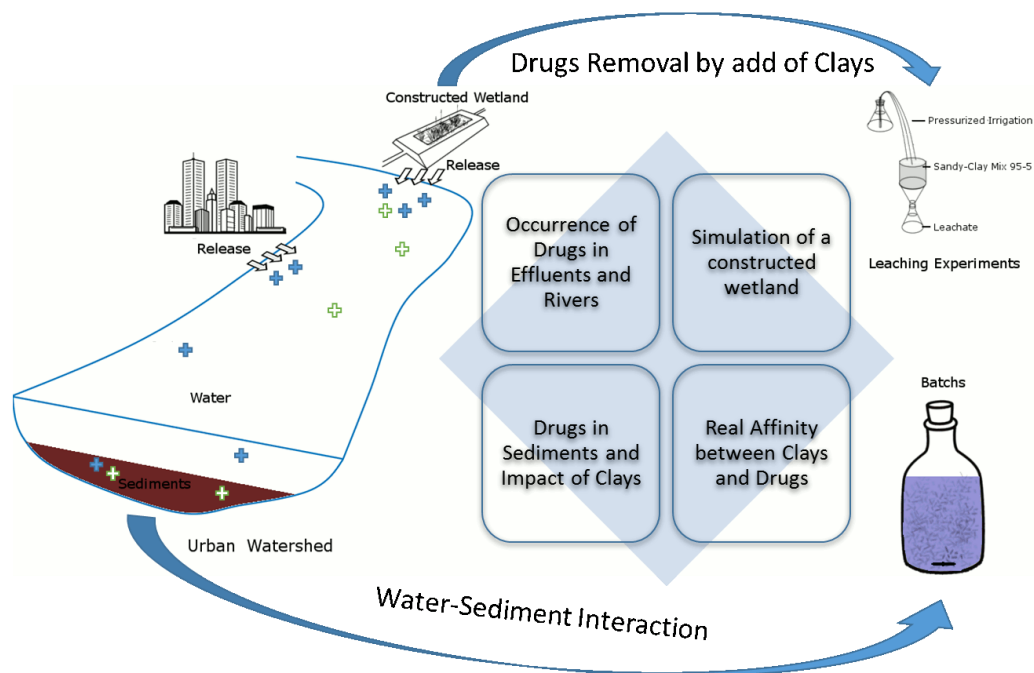 Drugs Removal by add of Clays
Constructed Wetland
Release
Release
Water
Sediments
Urban Watershed
Occurrence of
Drugs in
Effluents and
Rivers
Simulation of a
constructed
wetland
Drugs in
Sediments and
Impact of Clays
Real Affinity
between Clays
and Drugs
Pressurized Irrigation
Sandy-Clay Mix 95-5
Leachate
Leaching Experiments
Batchs
Water-Sediment Interaction